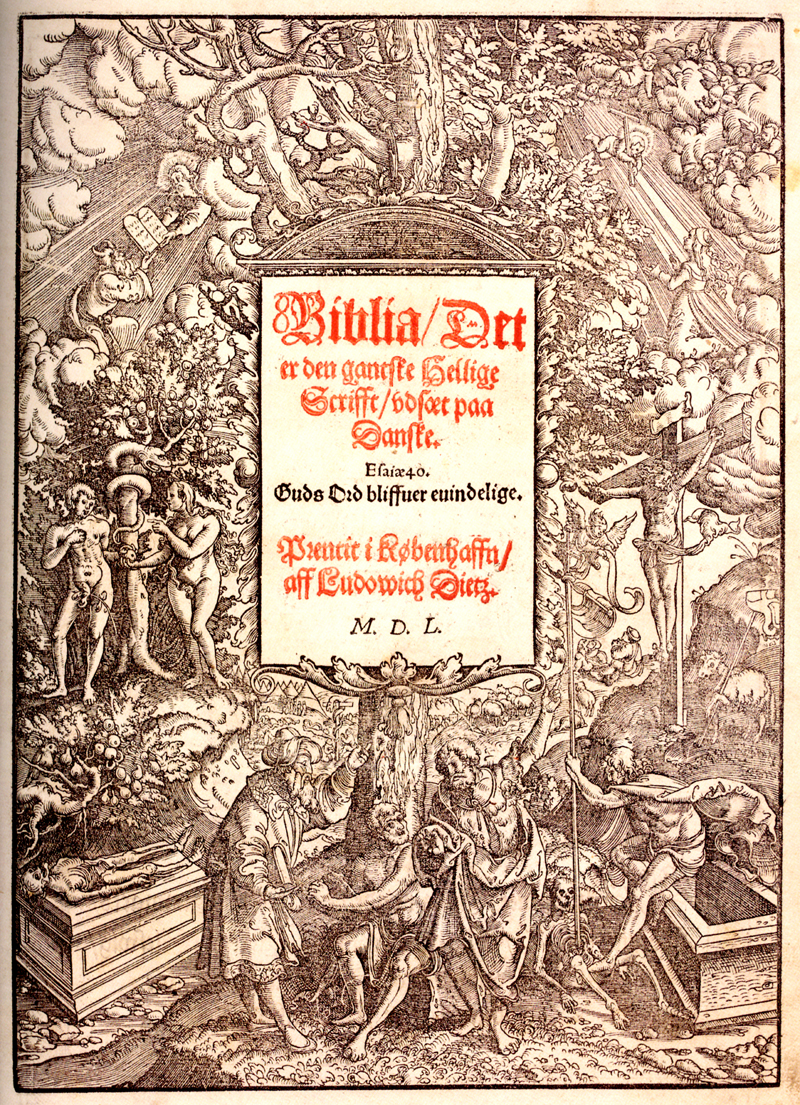 Biblia/Det
er den gantske Hellige
Scrifft/vdsæt paa
Danske.
Esaiæ 40.
Guds Ord bliffuer euindelige.
Prentit i Københaffn/
aff Ludowich Dietz.
M. D. L.